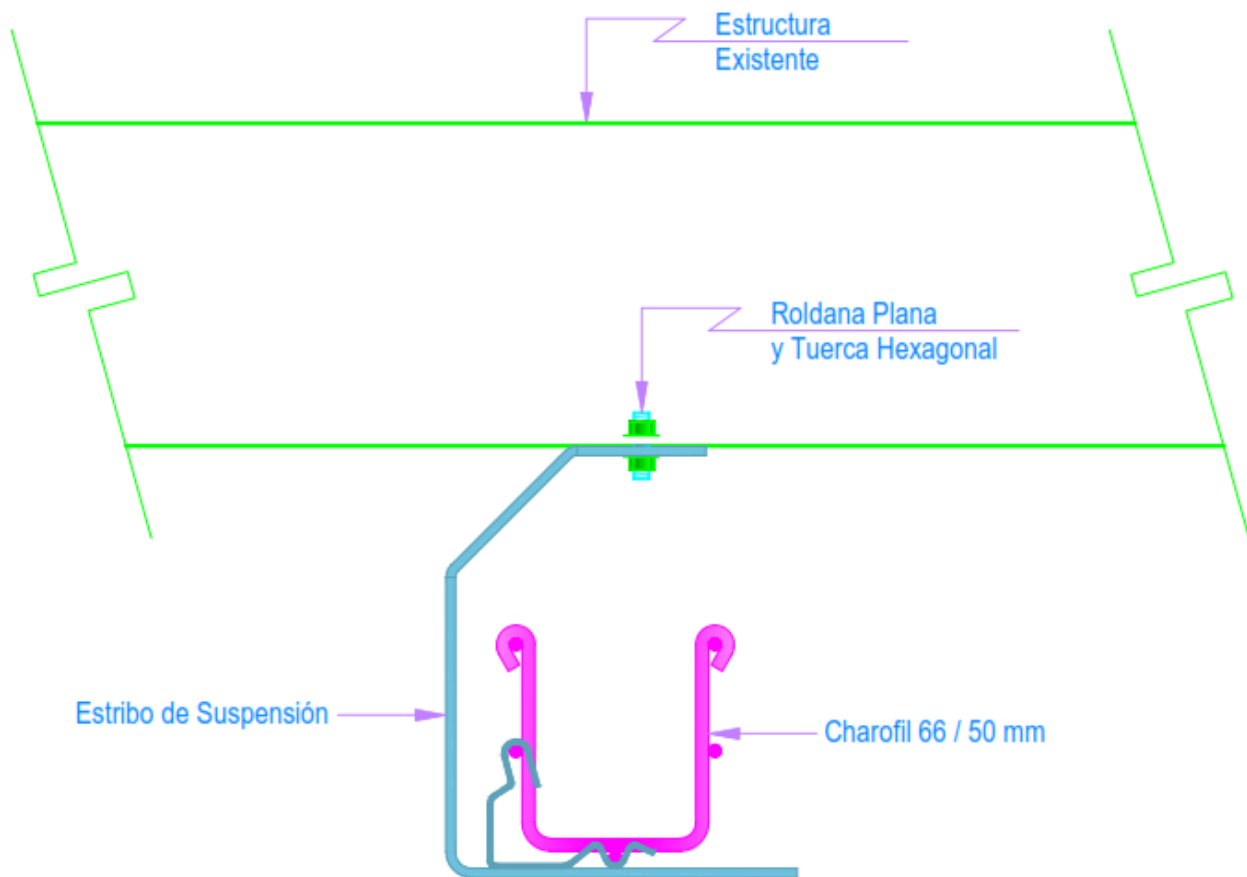 Estructura
Existente
Roldana Plana
y Tuerca Hexagonal
Estribo de Suspensión
Charofil 66 / 50 mm